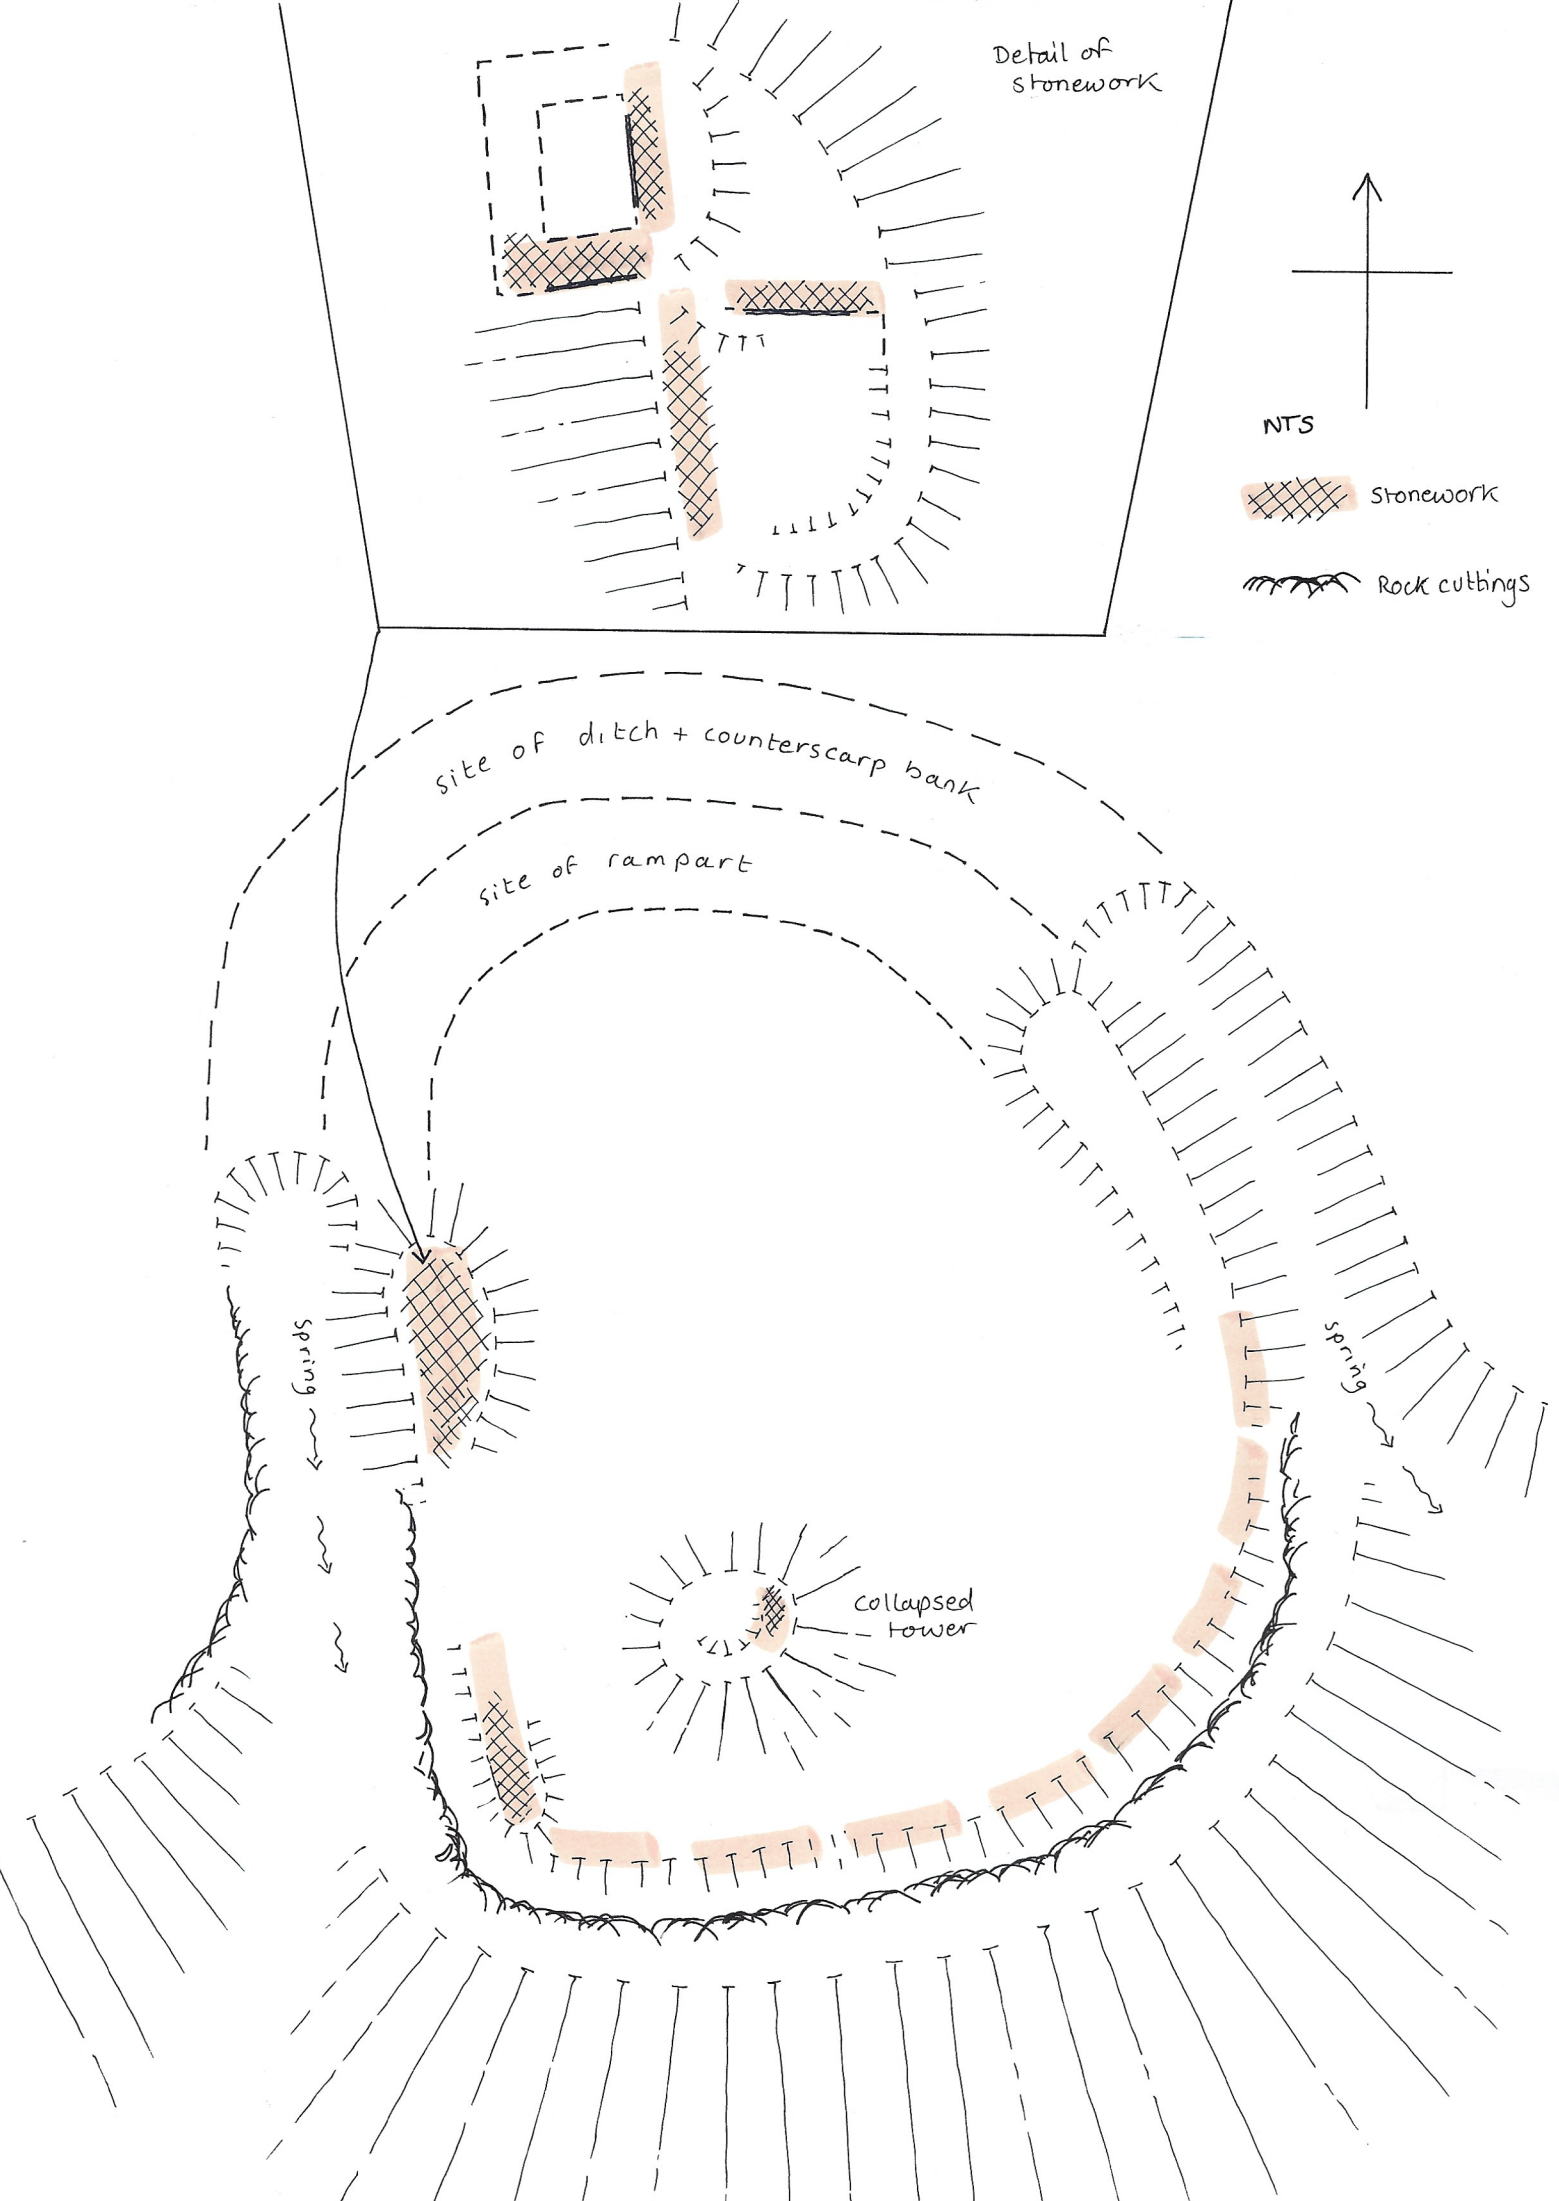 Detail of
stonework
NTS
stonework
Rock cuttings
site of ditch + counterscarp bank
site of rampart
spring
spring
collapsed
tower